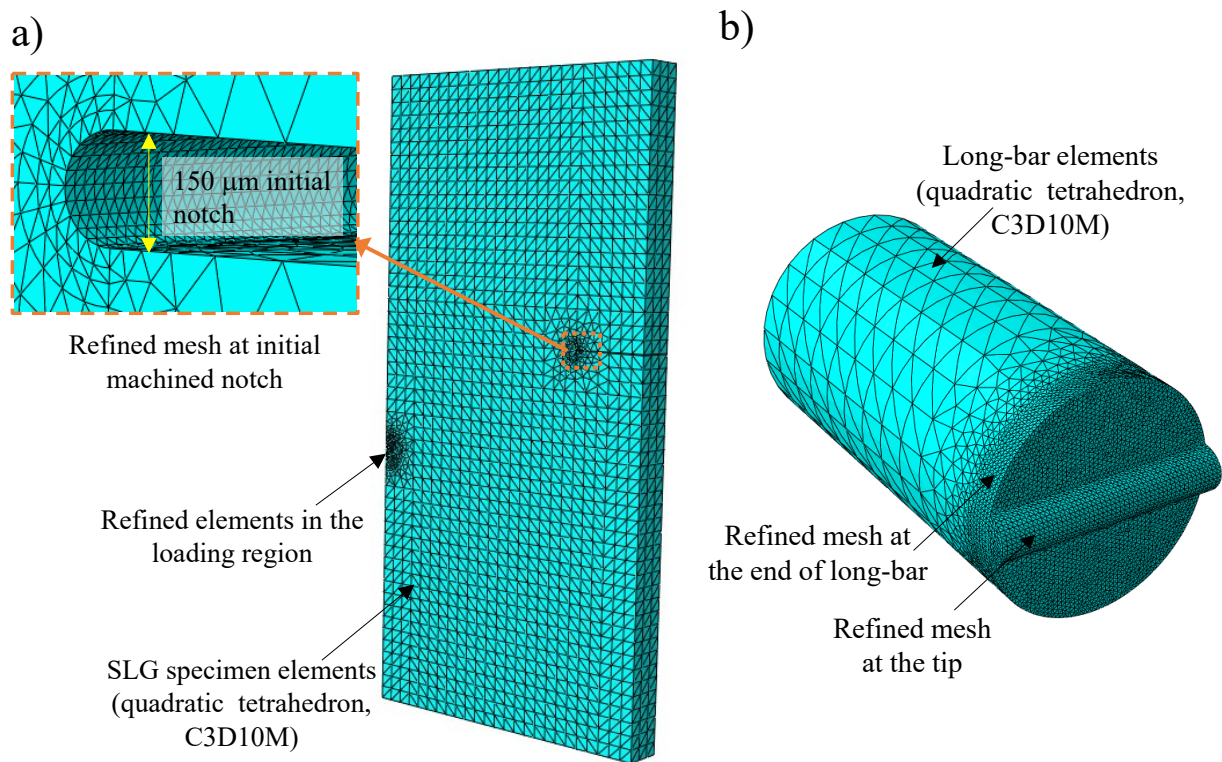 a)
150 μm initial
notch
Refined mesh at initial
machined notch
Refined elements in the
loading region
SLG specimen elements
(quadratic tetrahedron,
C3D10M)
b)
Long-bar elements
(quadratic tetrahedron,
C3D10M)
Refined mesh at
the end of long-bar
Refined mesh
at the tip